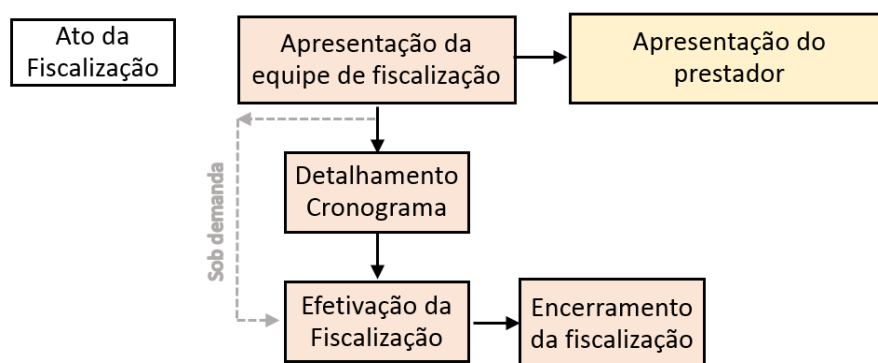 Ato da
Fiscalização
Apresentação da
equipe de fiscalização
Apresentação do
prestador
Sob demanda
Detalhamento
Cronograma
Efetivação da
Fiscalização
Encerramento
da fiscalização